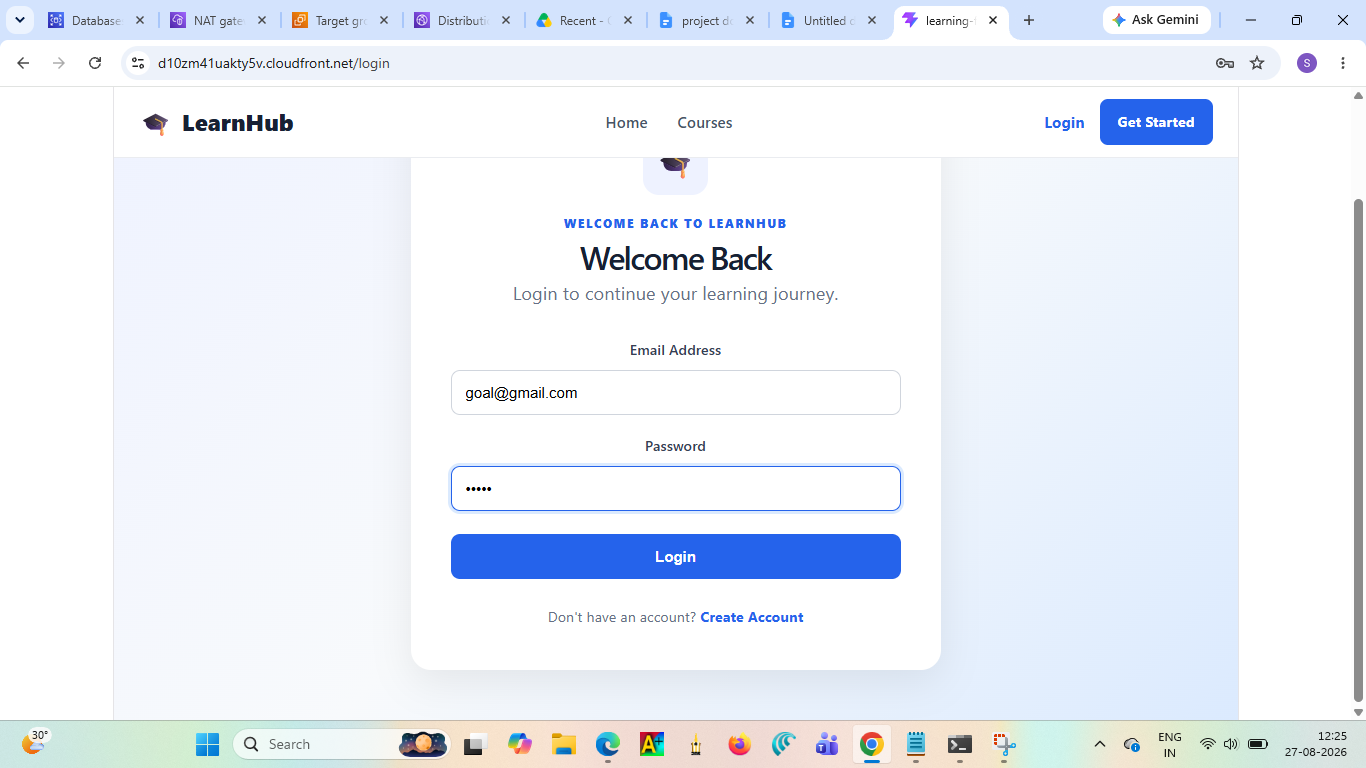 Database
NAT gate
Target gr
Distributi
Recent -
project d
Untitled d
learning-
Ask Gemini
d10zm41uakty5v.cloudfront.net/login
S
LearnHub
Home
Courses
Login
Get Started
WELCOME BACK TO LEARNHUB
Welcome Back
Login to continue your learning journey.
Email Address
goal@gmail.com
Password
•••••
Login
Don't have an account? Create Account
30°
Search
ENG
IN
12:25
27-08-2026